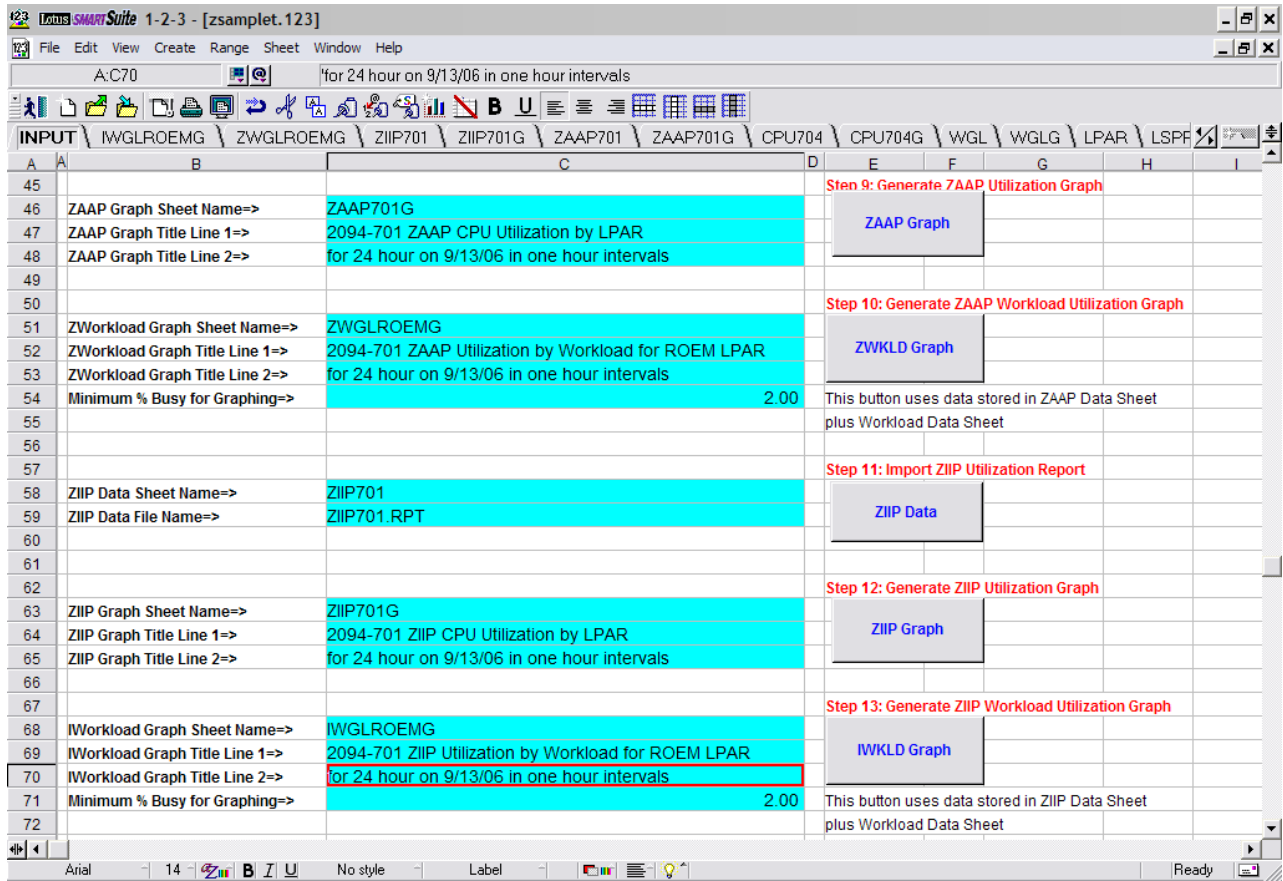 Lotus SMARTSuite 1-2-3 - [zsamplet.123]
File Edit View Create Range Sheet Window Help
A:C70 'for 24 hour on 9/13/06 in one hour intervals
B U
INPUT IWGLROEMG ZWGLROEMG ZIIP701 ZIIP701G ZAAP701 ZAAP701G CPU704 CPU704G WGL WGLG LPAR LSPF
A A B C D E F G H I
45 Step 9: Generate ZAAP Utilization Graph
46 ZAAP Graph Sheet Name=> ZAAP701G
47 ZAAP Graph Title Line 1=> 2094-701 ZAAP CPU Utilization by LPAR ZAAP Graph
48 ZAAP Graph Title Line 2=> for 24 hour on 9/13/06 in one hour intervals
49
50 Step 10: Generate ZAAP Workload Utilization Graph
51 ZWorkload Graph Sheet Name=> ZWGLROEMG
52 ZWorkload Graph Title Line 1=> 2094-701 ZAAP Utilization by Workload for ROEM LPAR ZWKLD Graph
53 ZWorkload Graph Title Line 2=> for 24 hour on 9/13/06 in one hour intervals
54 Minimum % Busy for Graphing=> 2.00 This button uses data stored in ZAAP Data Sheet
55 plus Workload Data Sheet
56
57 Step 11: Import ZIIP Utilization Report
58 ZIIP Data Sheet Name=> ZIIP701
59 ZIIP Data File Name=> ZIIP701.RPT ZIIP Data
60
61
62 Step 12: Generate ZIIP Utilization Graph
63 ZIIP Graph Sheet Name=> ZIIP701G
64 ZIIP Graph Title Line 1=> 2094-701 ZIIP CPU Utilization by LPAR ZIIP Graph
65 ZIIP Graph Title Line 2=> for 24 hour on 9/13/06 in one hour intervals
66
67 Step 13: Generate ZIIP Workload Utilization Graph
68 IWorkload Graph Sheet Name=> IWGLROEMG
69 IWorkload Graph Title Line 1=> 2094-701 ZIIP Utilization by Workload for ROEM LPAR IWKLD Graph
70 IWorkload Graph Title Line 2=> for 24 hour on 9/13/06 in one hour intervals
71 Minimum % Busy for Graphing=> 2.00 This button uses data stored in ZIIP Data Sheet
72 plus Workload Data Sheet
Arial 14 B I U No style Label Ready